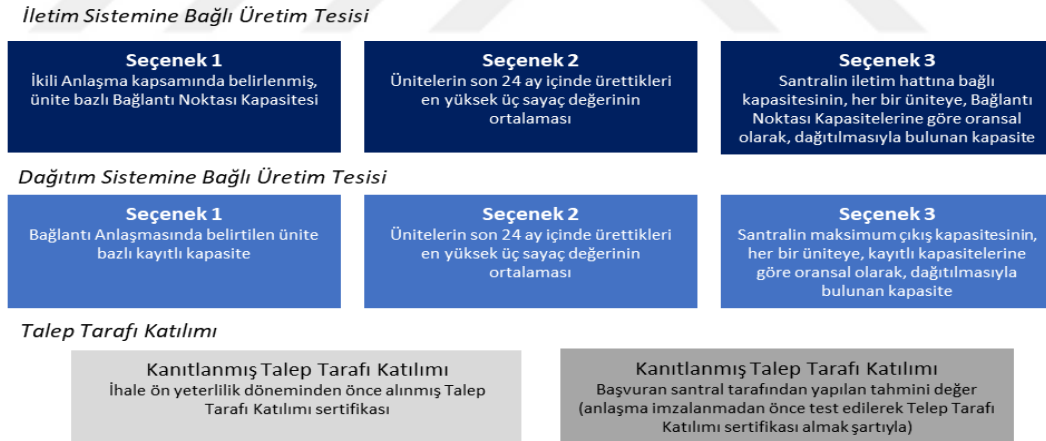 İletim Sistemine Bağlı Üretim Tesisi
Seçenek 1
İkili Anlaşma kapsamında belirlenmiş,
ünite bazlı Bağlantı Noktası Kapasitesi
Seçenek 2
Ünitelerin son 24 ay içinde ürettikleri
en yüksek üç sayaç değerinin
ortalaması
Seçenek 3
Santralin iletim hattına bağlı
kapasitesinin, her bir üniteye, Bağlantı
Noktası Kapasitelerine göre oransal
olarak, dağıtılmasıyla bulunan kapasite
Dağıtım Sistemine Bağlı Üretim Tesisi
Seçenek 1
Bağlantı Anlaşmasında belirtilen ünite
bazlı kayıtlı kapasite
Seçenek 2
Ünitelerin son 24 ay içinde ürettikleri
en yüksek üç sayaç değerinin
ortalaması
Seçenek 3
Santralin maksimum çıkış kapasitesinin,
her bir üniteye, kayıtlı kapasitelerine
göre oransal olarak, dağıtılmasıyla
bulunan kapasite
Talep Tarafı Katılımı
Kanıtlanmış Talep Tarafı Katılımı
İhale ön yeterlilik döneminden önce alınmış Talep
Tarafı Katılımı sertifikası
Kanıtlanmış Talep Tarafı Katılımı
Başvuran santral tarafından yapılan tahmini değer
(anlaşma imzalanmadan önce test edilerek Telep Tarafı
Katılımı sertifikası almak şartıyla)